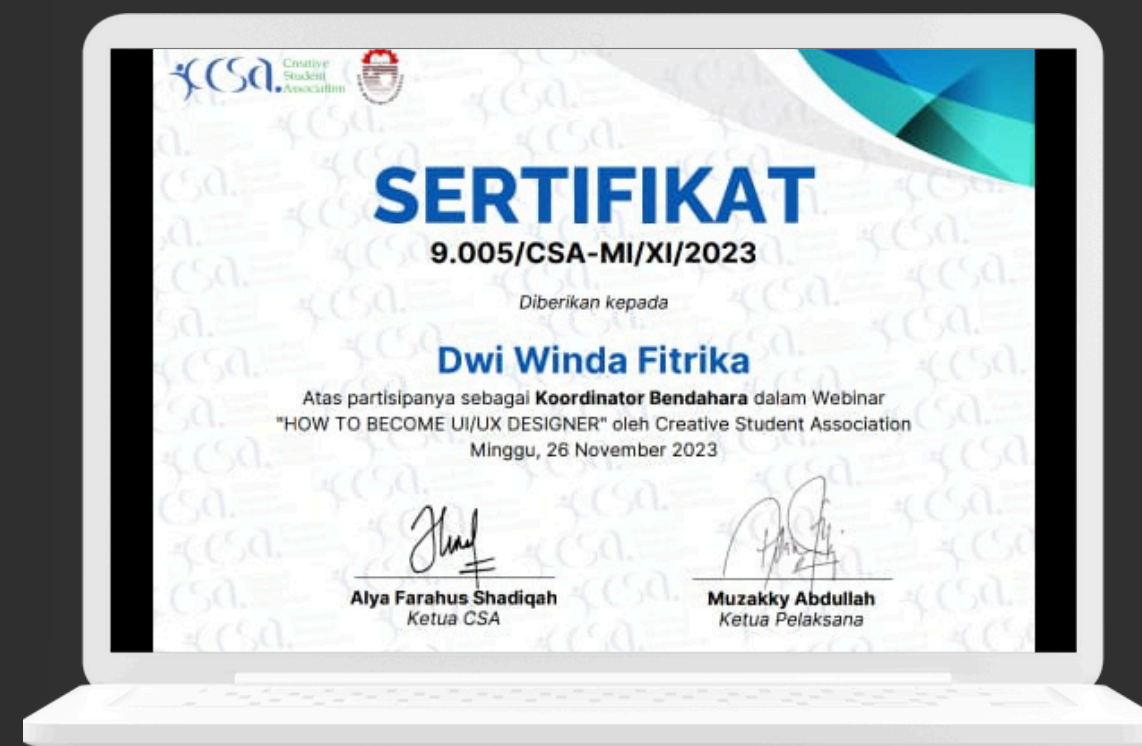 CSA.
Creative
Student
Association
SERTIFIKAT
9.005/CSA-MI/XI/2023
Diberikan kepada
Dwi Winda Fitrika
Atas partisipanya sebagai Koordinator Bendahara dalam Webinar
"HOW TO BECOME UI/UX DESIGNER" oleh Creative Student Association
Minggu, 26 November 2023
Alya Farahus Shadiqah
Ketua CSA
Muzakky Abdullah
Ketua Pelaksana